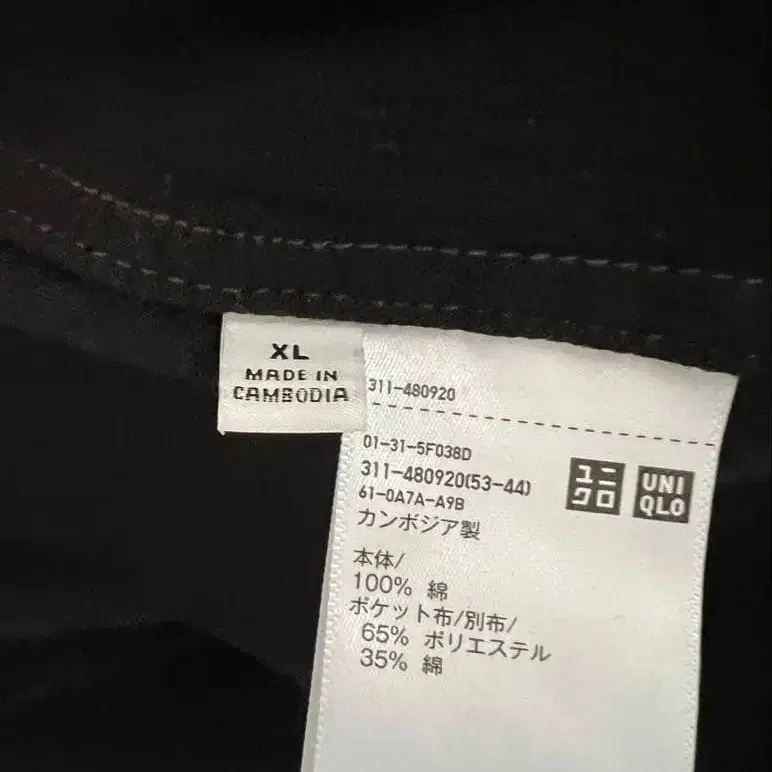 XL
MADE IN
CAMBODIA
311-480920
01-31-5F038D
311-480920(53-44)
61-0A7A-A9B
カンボジア製
ユニ
クロ
UNI
QLO
本体/
100% 綿
ポケット布/別布/
65% ポリエステル
35% 綿